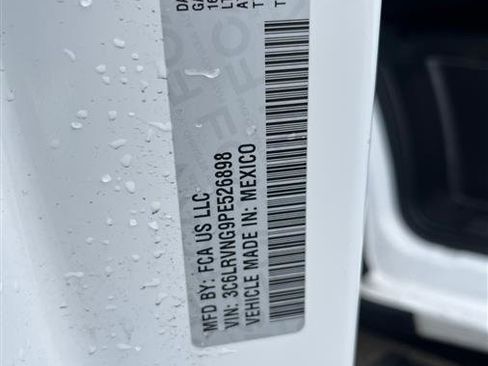 MFD BY: FCA US LLC
VIN: 3C6LRVNG9PE526898
VEHICLE MADE IN: MEXICO